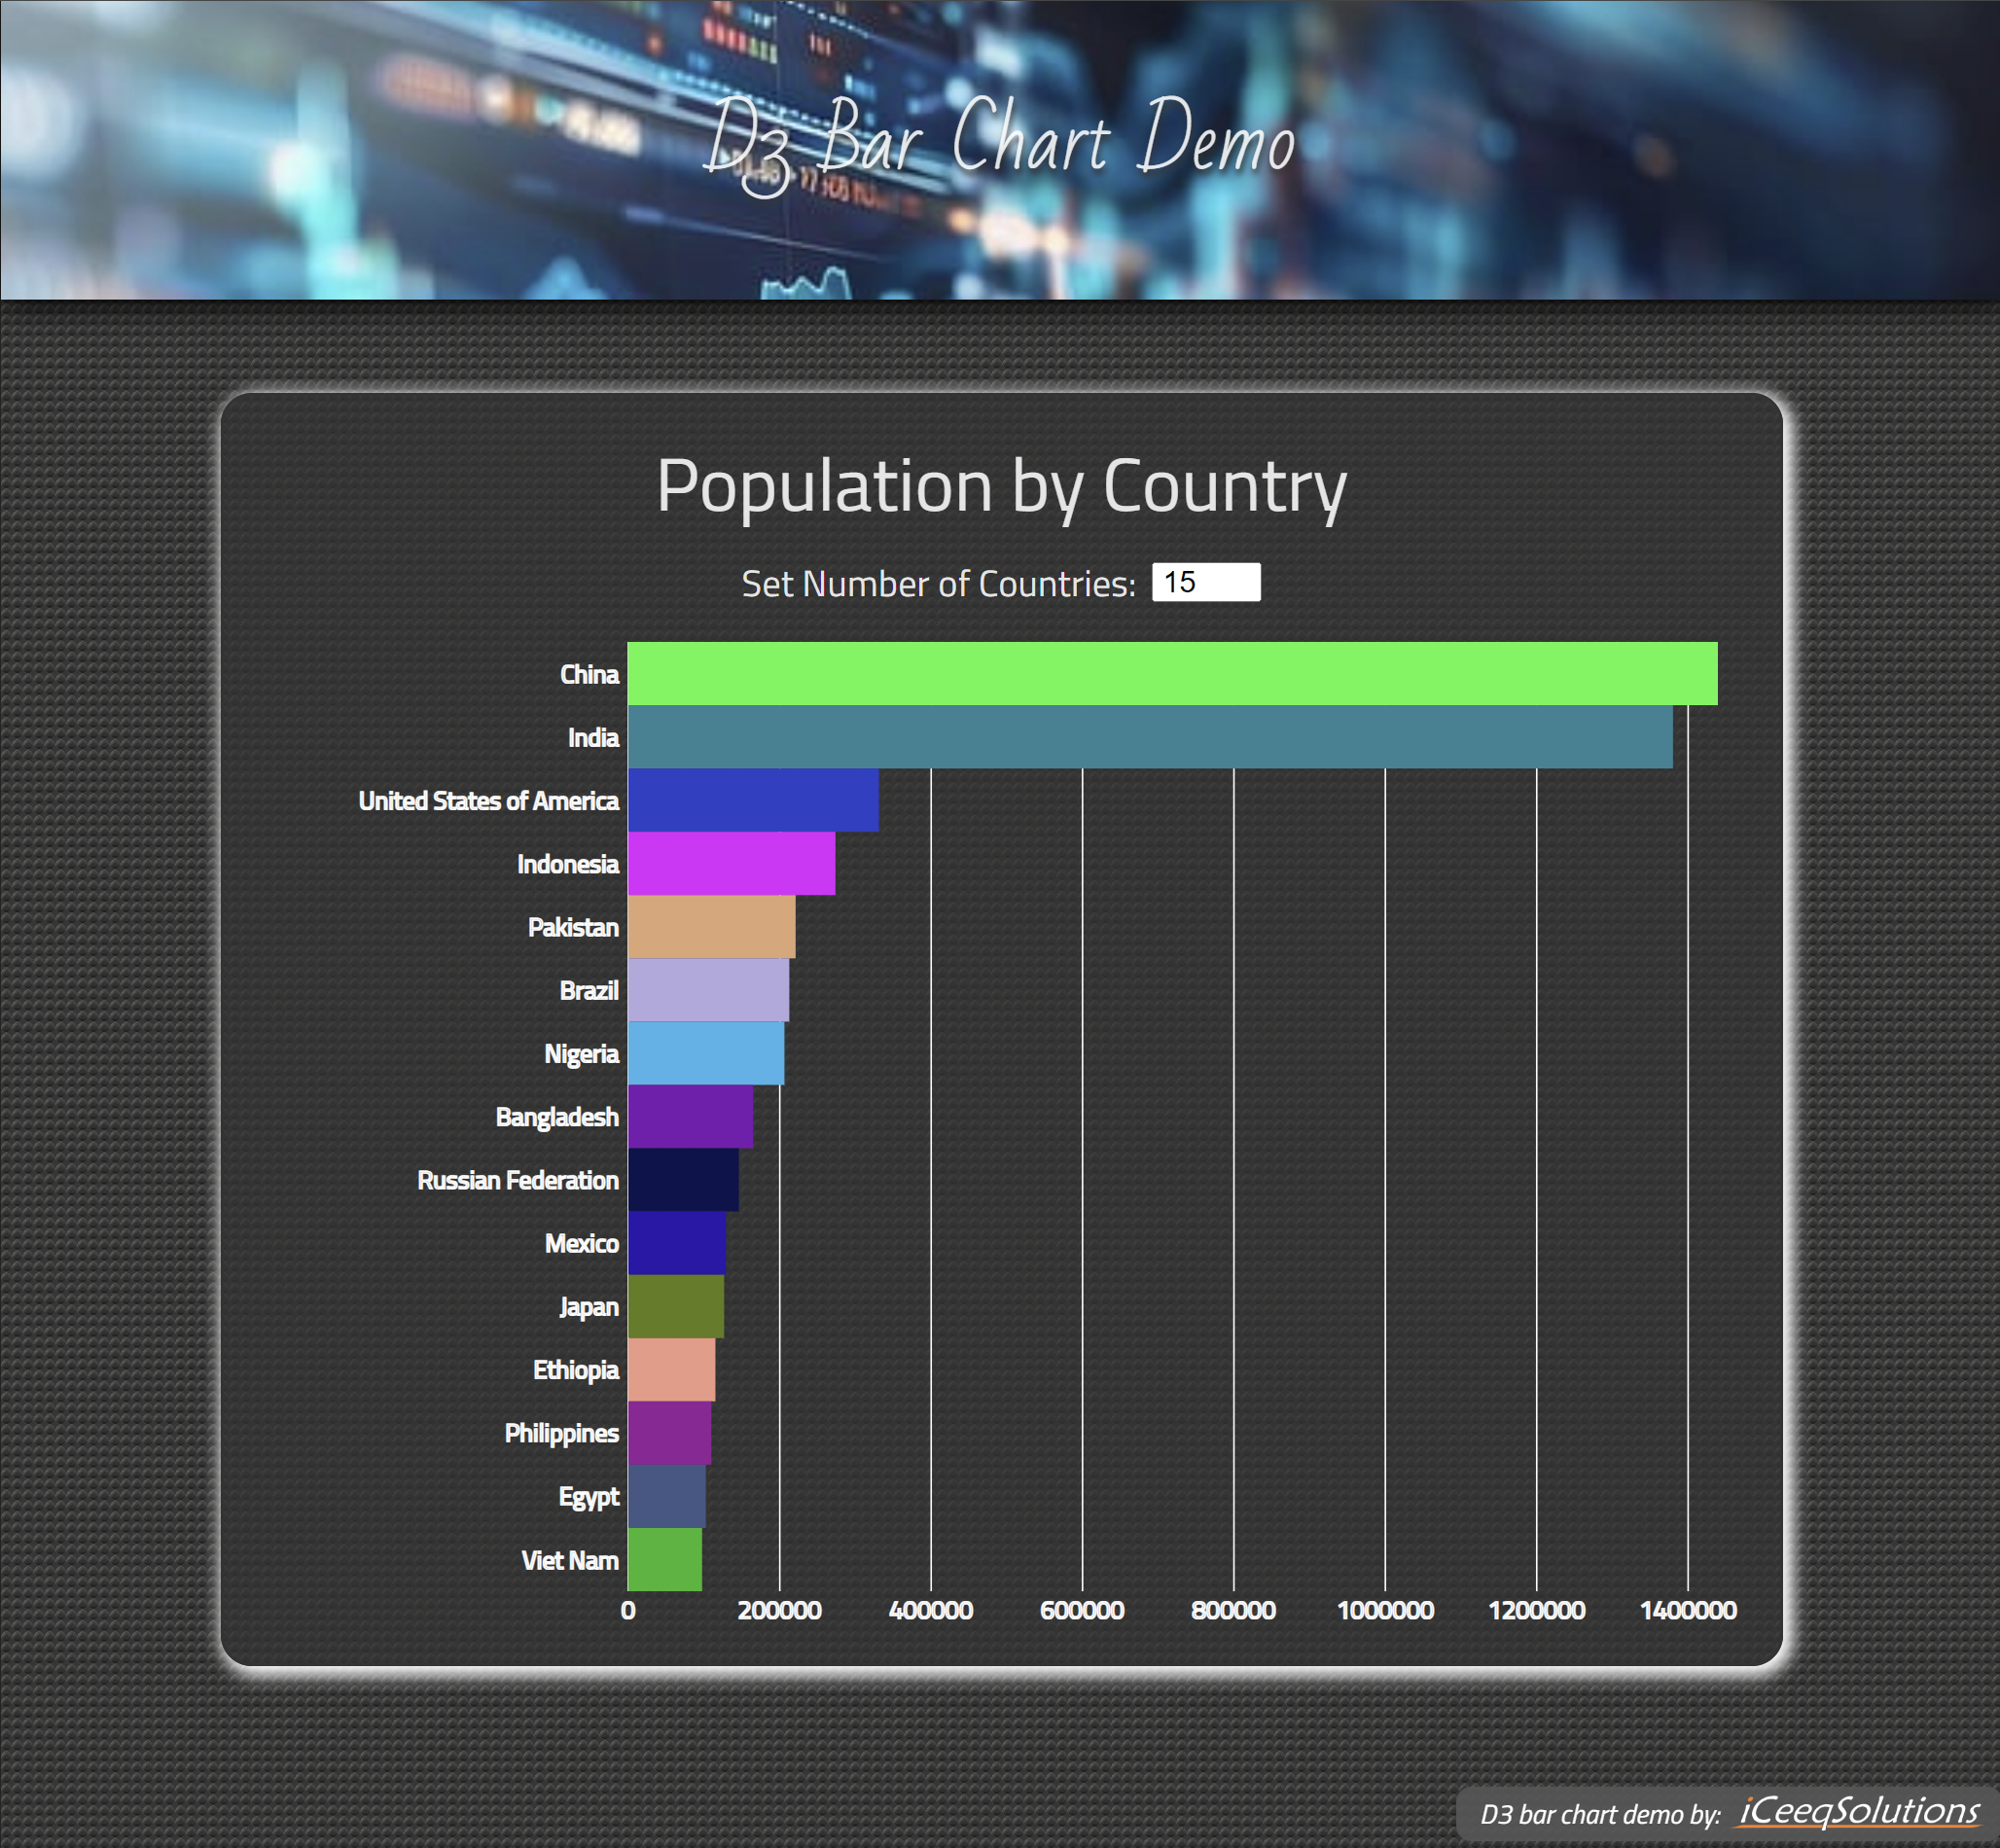 D3 Bar Chart Demo
Population by Country
Set Number of Countries: 15
China
India
United States of America
Indonesia
Pakistan
Brazil
Nigeria
Bangladesh
Russian Federation
Mexico
Japan
Ethiopia
Philippines
Egypt
Viet Nam
0 200000 400000 600000 800000 1000000 1200000 1400000
D3 bar chart demo by: iCeeqSolutions